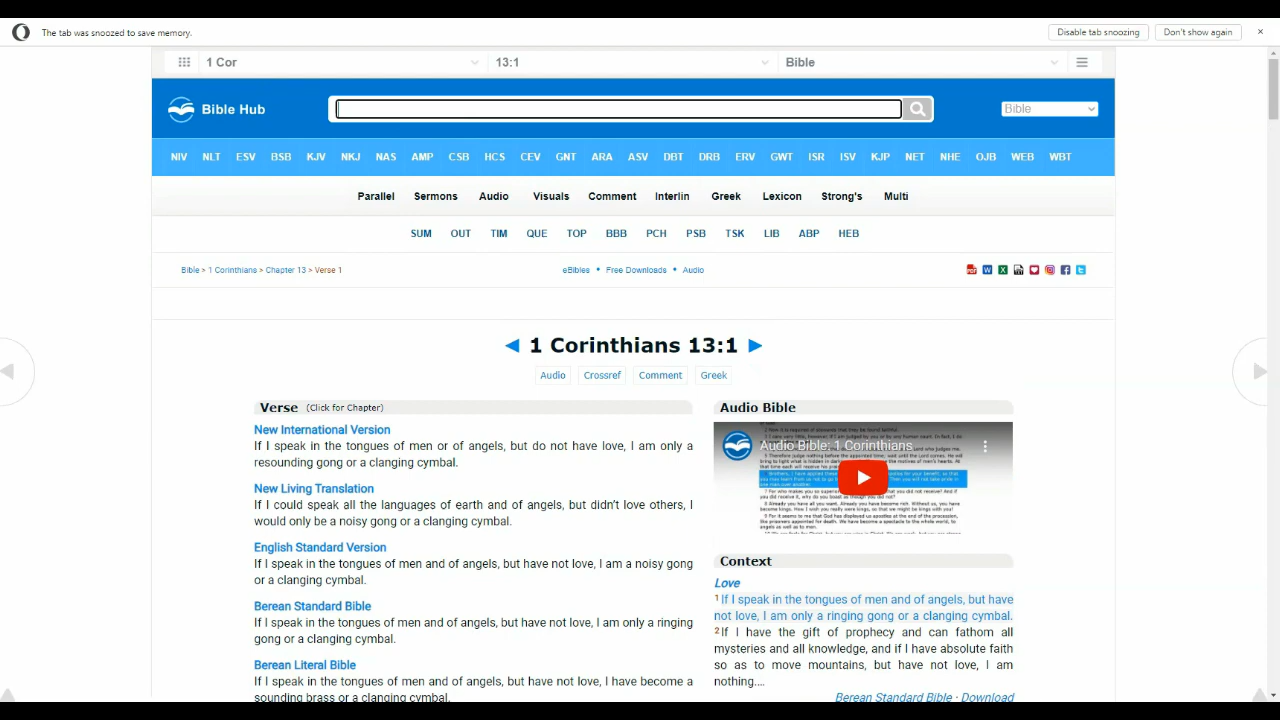 The tab was snoozed to save memory.
Disable tab snoozing
Don't show again
1 Cor
13:1
Bible
Bible Hub
Bible
NIV NLT ESV BSB KJV NKJ NAS AMP CSB HCS CEV GNT ARA ASV DBT DRB ERV GWT ISR ISV KJP NET NHE OJB WEB WBT
Parallel Sermons Audio Visuals Comment Interlin Greek Lexicon Strong's Multi
SUM OUT TIM QUE TOP BBB PCH PSB TSK LIB ABP HEB
Bible > 1 Corinthians > Chapter 13 > Verse 1
eBibles • Free Downloads • Audio
◄ 1 Corinthians 13:1 ►
Audio Crossref Comment Greek
Verse (Click for Chapter)
New International Version
If I speak in the tongues of men or of angels, but do not have love, I am only a
resounding gong or a clanging cymbal.
New Living Translation
If I could speak all the languages of earth and of angels, but didn't love others, I
would only be a noisy gong or a clanging cymbal.
English Standard Version
If I speak in the tongues of men and of angels, but have not love, I am a noisy gong
or a clanging cymbal.
Berean Standard Bible
If I speak in the tongues of men and of angels, but have not love, I am only a ringing
gong or a clanging cymbal.
Berean Literal Bible
If I speak in the tongues of men and of angels, but have not love, I have become a
sounding brass or a clanging cymbal.
Audio Bible
Audio Bible: 1 Corinthians
Context
Love
1If I speak in the tongues of men and of angels, but have
not love, I am only a ringing gong or a clanging cymbal.
2If I have the gift of prophecy and can fathom all
mysteries and all knowledge, and if I have absolute faith
so as to move mountains, but have not love, I am
nothing....
Berean Standard Bible · Download